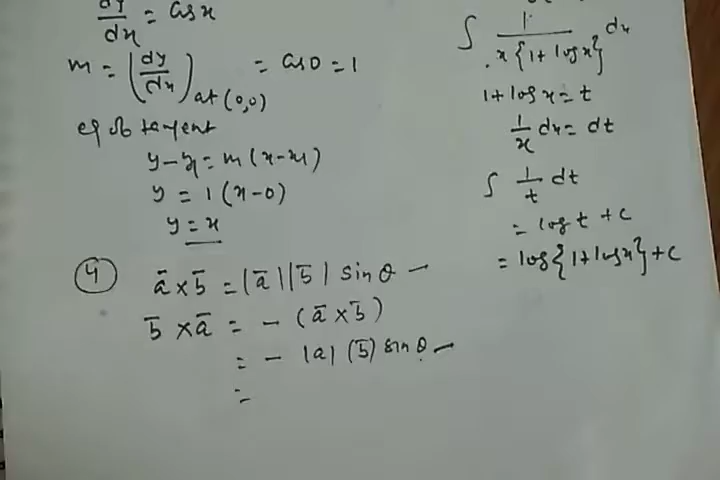 dy/dx = cos x
m = (dy/dx) at (0,0) = cos 0 = 1
eq of tangent
y - y₁ = m(x - x₁)
y = 1(x - 0)
y = x
④ a̅ × b̅ = |a̅||b̅| sin θ —
b̅ × a̅ = - (a̅ × b̅)
= - |a| (b̅) sin θ —
=
∫ 1/x{1+log x} dx
1 + log x = t
1/x dx = dt
∫ 1/t dt
= log t + c
= log{1+log x} + c